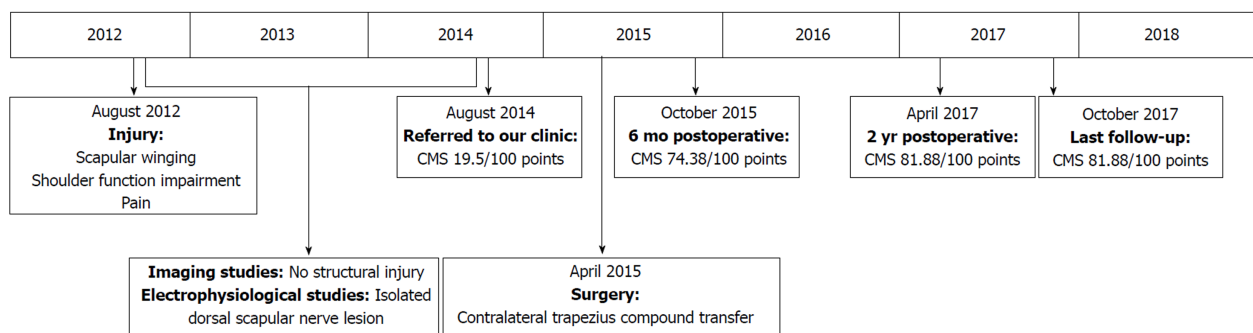 2012 2013 2014 2015 2016 2017 2018
August 2012
Injury:
Scapular winging
Shoulder function impairment
Pain
August 2014
Referred to our clinic:
CMS 19.5/100 points
October 2015
6 mo postoperative:
CMS 74.38/100 points
April 2017
2 yr postoperative:
CMS 81.88/100 points
October 2017
Last follow-up:
CMS 81.88/100 points
Imaging studies: No structural injury
Electrophysiological studies: Isolated
dorsal scapular nerve lesion
April 2015
Surgery:
Contralateral trapezius compound transfer